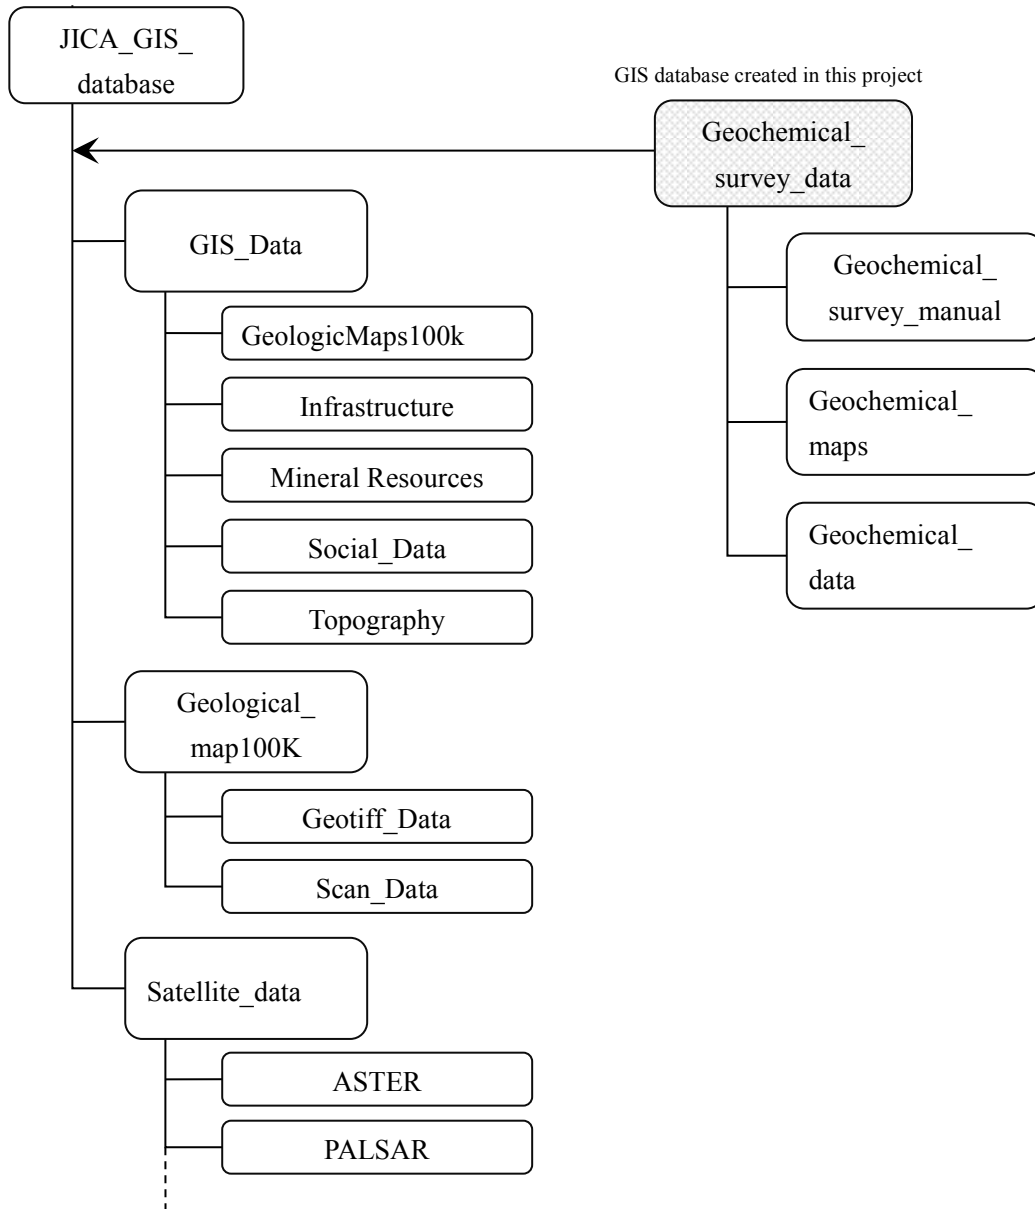 JICA_GIS_
database
GIS database created in this project
Geochemical_
survey_data
GIS_Data
Geochemical_
survey_manual
GeologicMaps100k
Infrastructure
Geochemical_
maps
Mineral Resources
Social_Data
Geochemical_
data
Topography
Geological_
map100K
Geotiff_Data
Scan_Data
Satellite_data
ASTER
PALSAR